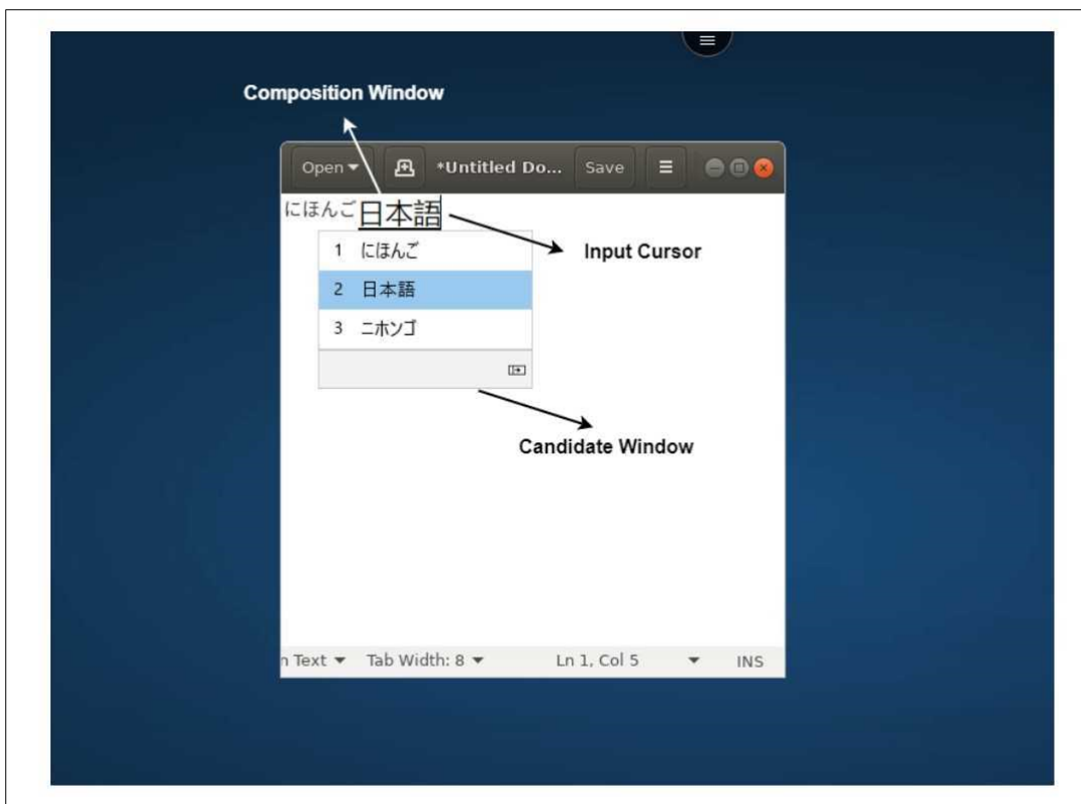 Composition Window
Open *Untitled Do... Save
にほんご日本語
1 にほんご
Input Cursor
2 日本語
3 ニホンゴ
Candidate Window
n Text Tab Width: 8 Ln 1, Col 5 INS